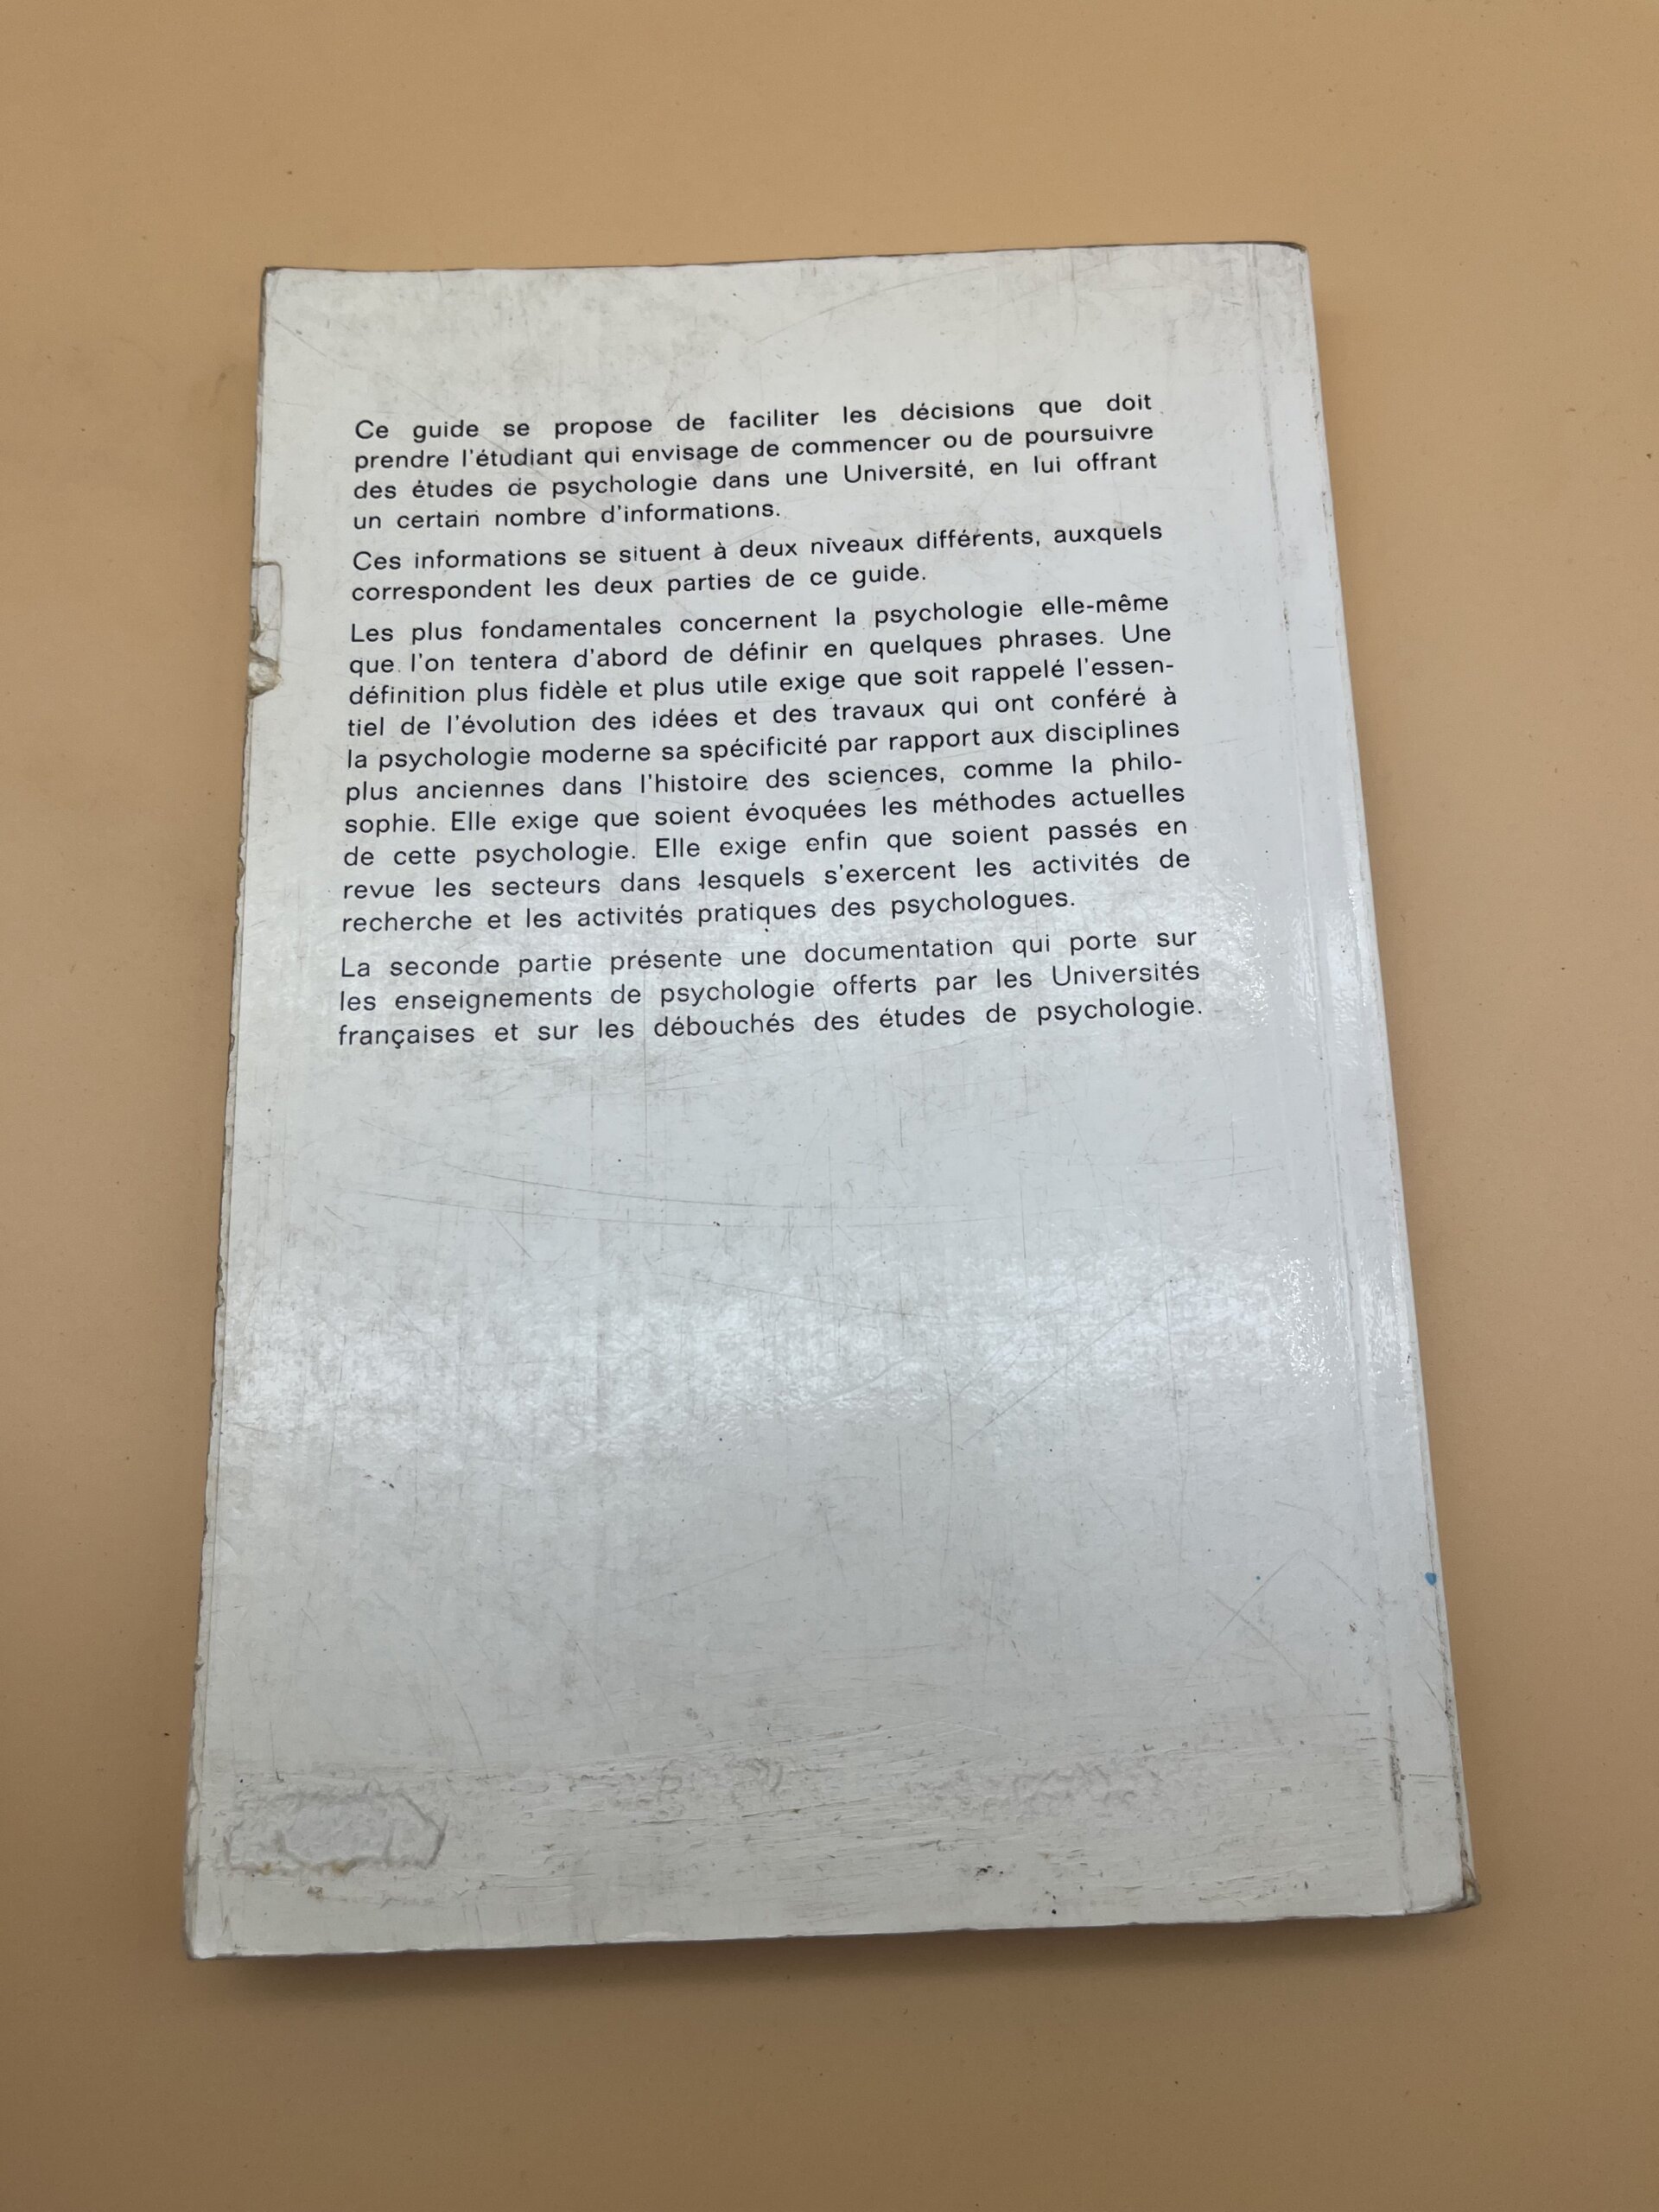 Ce guide se propose de faciliter les décisions que doit
prendre l'étudiant qui envisage de commencer ou de poursuivre
des études de psychologie dans une Université, en lui offrant
un certain nombre d'informations.
Ces informations se situent à deux niveaux différents, auxquels
correspondent les deux parties de ce guide.
Les plus fondamentales concernent la psychologie elle-même
que l'on tentera d'abord de définir en quelques phrases. Une
définition plus fidèle et plus utile exige que soit rappelé l'essen-
tiel de l'évolution des idées et des travaux qui ont conféré à
la psychologie moderne sa spécificité par rapport aux disciplines
plus anciennes dans l'histoire des sciences, comme la philo-
sophie. Elle exige que soient évoquées les méthodes actuelles
de cette psychologie. Elle exige enfin que soient passés en
revue les secteurs dans lesquels s'exercent les activités de
recherche et les activités pratiques des psychologues.
La seconde partie présente une documentation qui porte sur
les enseignements de psychologie offerts par les Universités
françaises et sur les débouchés des études de psychologie.